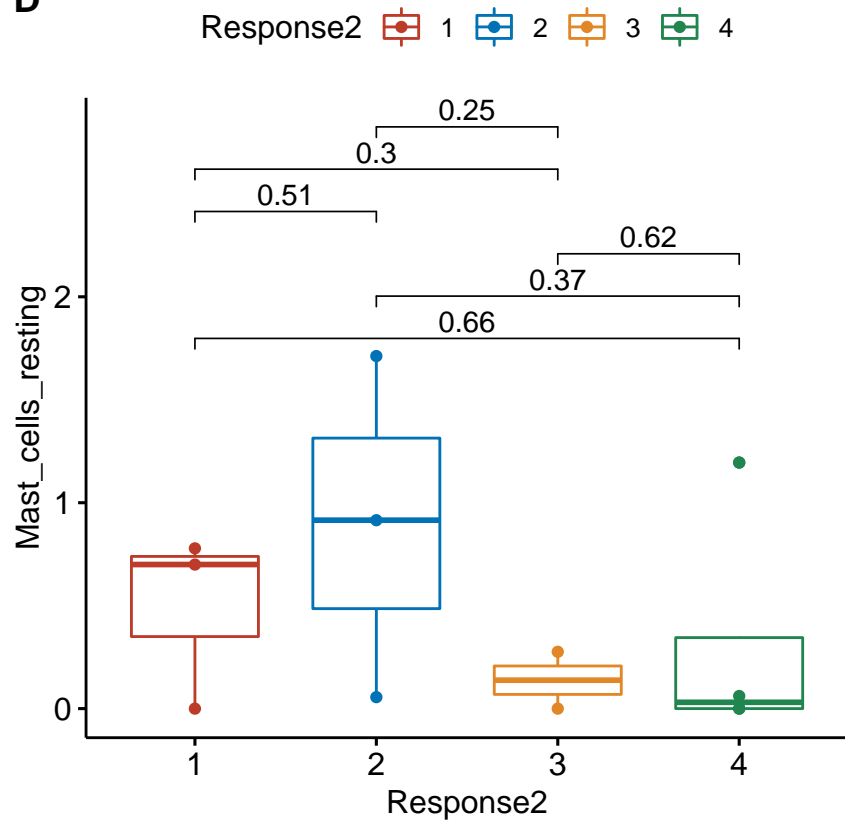 D
Response2 1 2 3 4
0.25
0.3
0.51
0.62
0.37
0.66
2
1
0
Mast_cells_resting
1 2 3 4
Response2